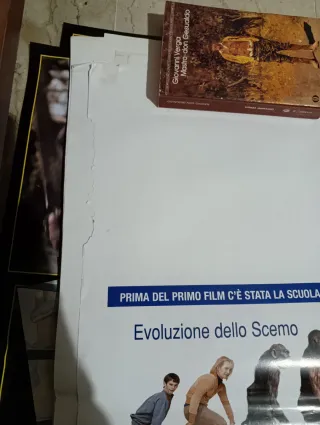 Giovanni Verga
Mastro don Gesualdo
PRIMA DEL PRIMO FILM C'È STATA LA SCUOLA
Evoluzione dello Scemo